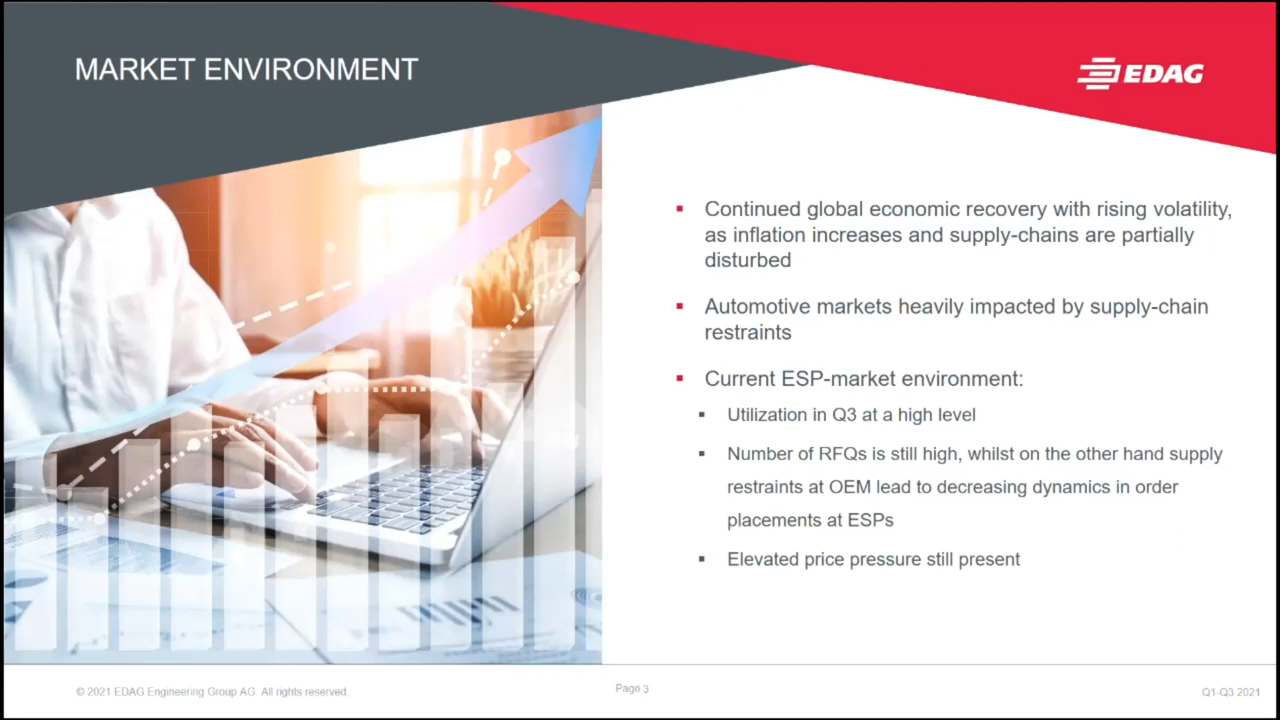 MARKET ENVIRONMENT
EDAG
Continued global economic recovery with rising volatility,
as inflation increases and supply-chains are partially
disturbed
Automotive markets heavily impacted by supply-chain
restraints
Current ESP-market environment:
Utilization in Q3 at a high level
Number of RFQs is still high, whilst on the other hand supply
restraints at OEM lead to decreasing dynamics in order
placements at ESPs
Elevated price pressure still present
© 2021 EDAG Engineering Group AG. All rights reserved.
Page 3
Q1-Q3 2021